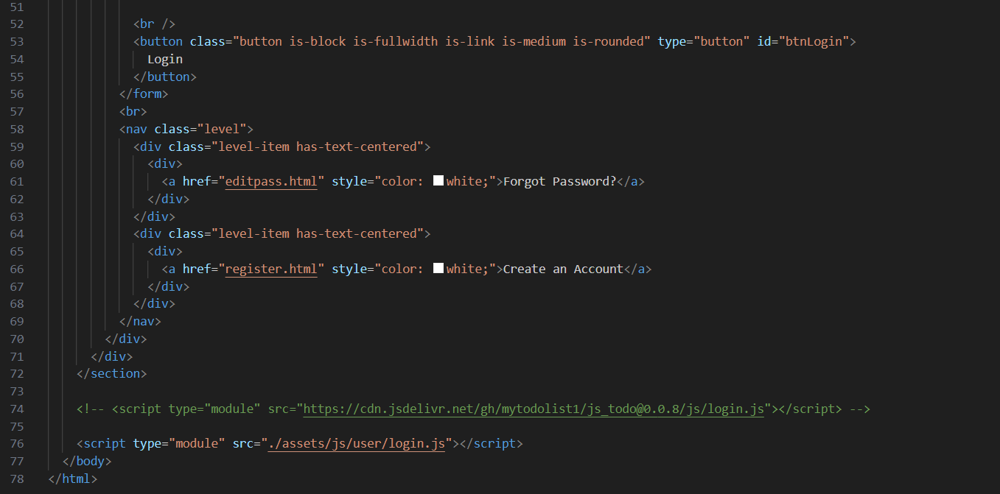 51
52 <br />
53 <button class="button is-block is-fullwidth is-link is-medium is-rounded" type="button" id="btnLogin">
54 Login
55 </button>
56 </form>
57 <br>
58 <nav class="level">
59 <div class="level-item has-text-centered">
60 <div>
61 <a href="editpass.html" style="color: white;">Forgot Password?</a>
62 </div>
63 </div>
64 <div class="level-item has-text-centered">
65 <div>
66 <a href="register.html" style="color: white;">Create an Account</a>
67 </div>
68 </div>
69 </nav>
70 </div>
71 </div>
72 </section>
73
74 <!-- <script type="module" src="https://cdn.jsdelivr.net/gh/mytodolist1/js_todo@0.0.8/js/login.js"></script> -->
75
76 <script type="module" src="./assets/js/user/login.js"></script>
77 </body>
78 </html>